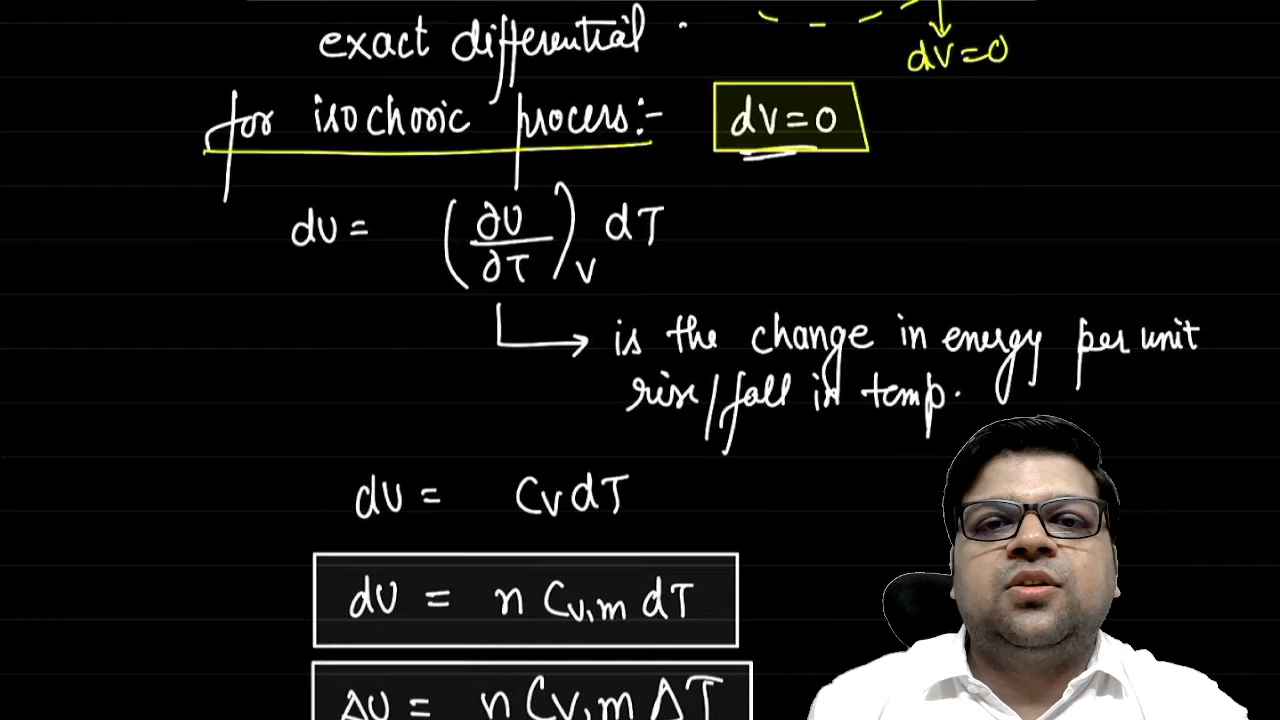 exact differential.
dV=0
for isochoric process:- dV=0
dU = (∂U/∂T)V dT
is the change in energy per unit
rise/fall in temp.
dU = CVdT
dU = n Cv,m dT
ΔU = n Cv,m ΔT